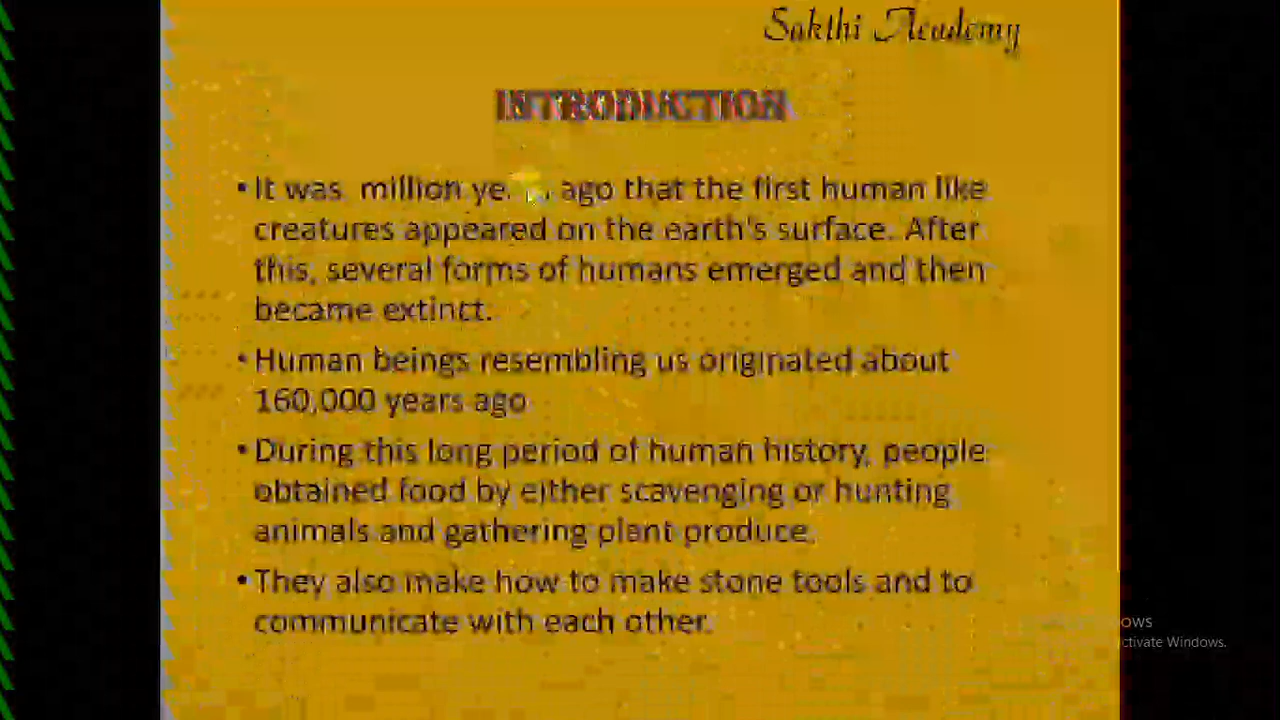 Sakthi Academy
INTRODUCTION
• It was million ago that the first human like
creatures appeared on the earth's surface. After
this, several forms of humans emerged and then
became extinct.
• Human beings resembling us originated about
160,000 years ago
• During this long period of human history, people
obtained food by either scavenging or hunting
animals and gathering plant produce.
• They also make how to make stone tools and to
communicate with each other.
ows
ctivate Windows.